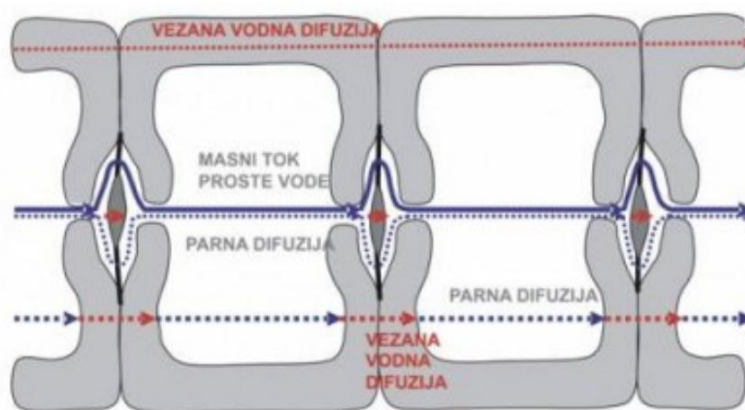 VEZANA VODNA DIFUZIJA
MASNI TOK
PROSTE VODE
PARNA DIFUZIJA
PARNA DIFUZIJA
VEZANA
VODNA
DIFUZIJA